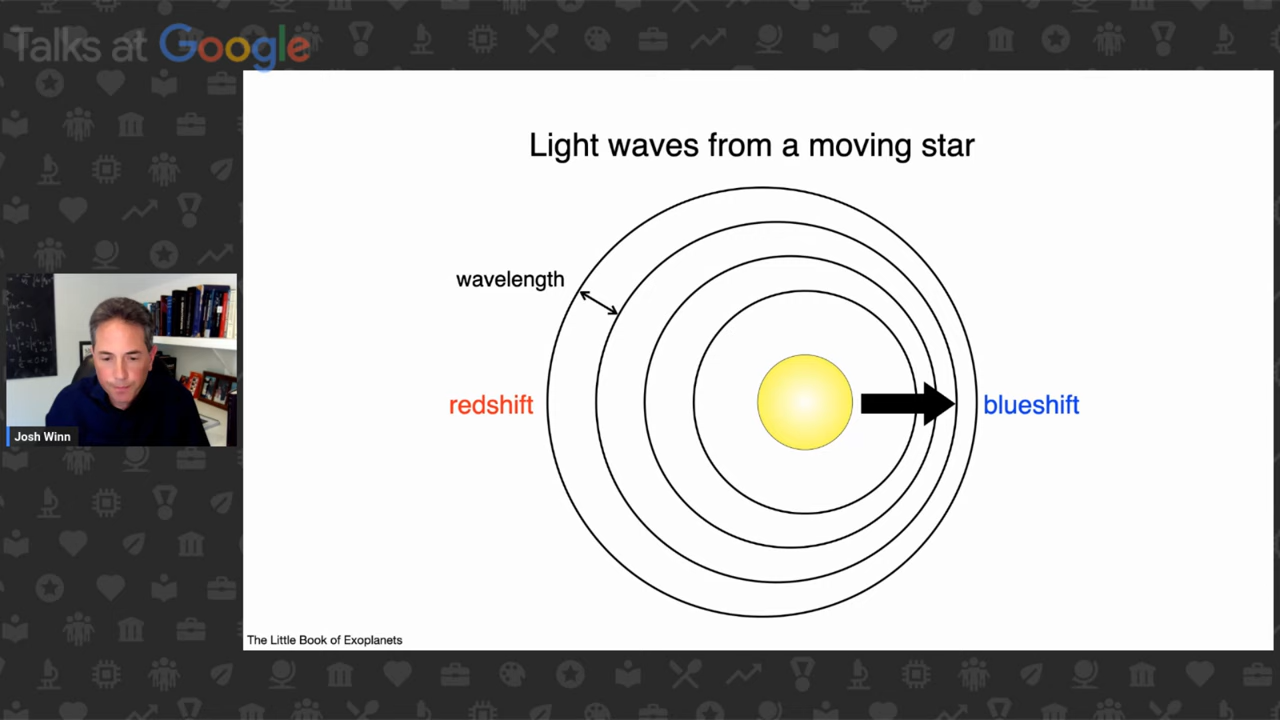 Talks at Google
Light waves from a moving star
wavelength
redshift
blueshift
Josh Winn
The Little Book of Exoplanets